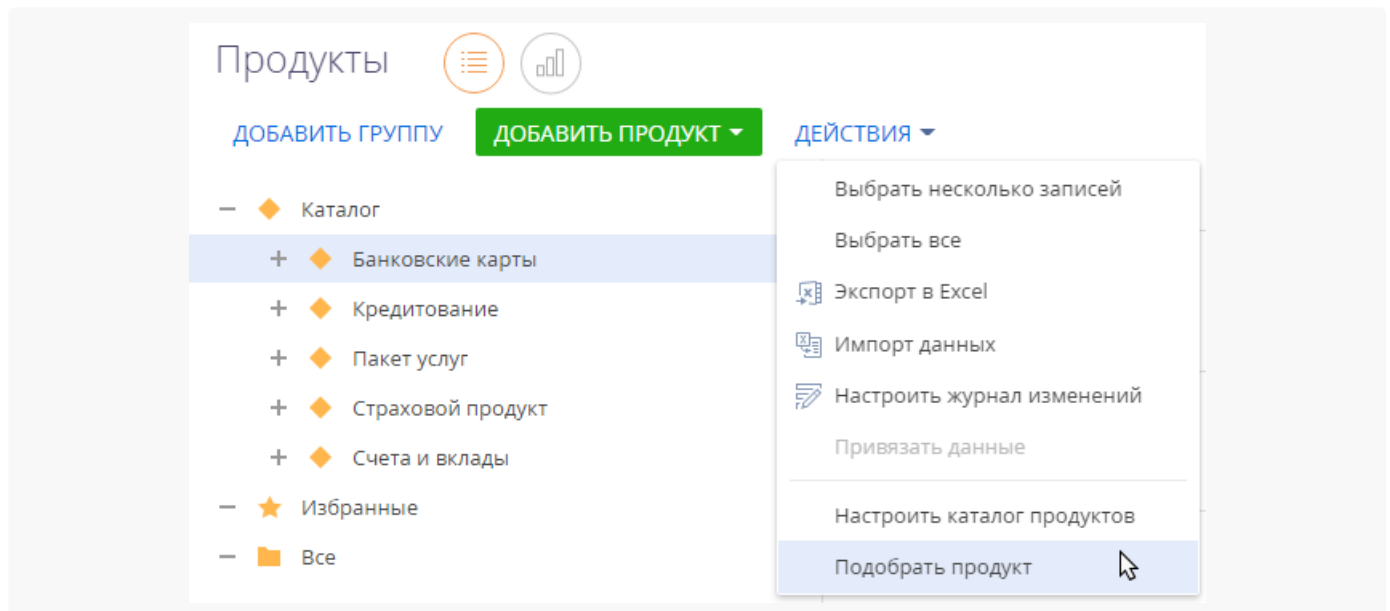 Продукты
ДОБАВИТЬ ГРУППУ ДОБАВИТЬ ПРОДУКТ ДЕЙСТВИЯ
Каталог
Банковские карты
Кредитование
Пакет услуг
Страховой продукт
Счета и вклады
Избранные
Все
Выбрать несколько записей
Выбрать все
Экспорт в Excel
Импорт данных
Настроить журнал изменений
Привязать данные
Настроить каталог продуктов
Подобрать продукт